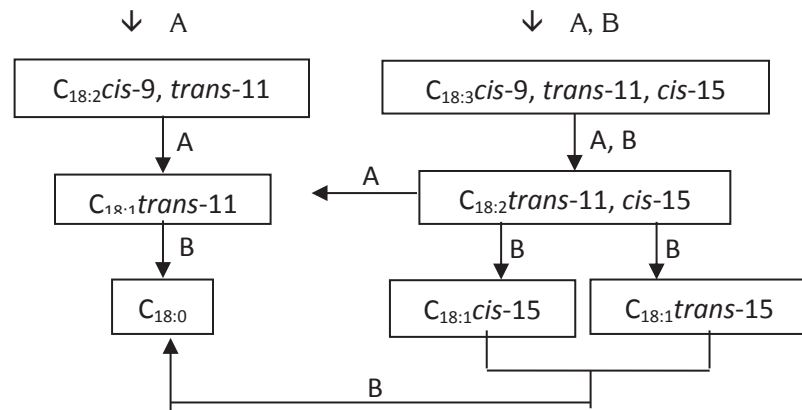 A A, B
C18:2cis-9, trans-11 C18:3cis-9, trans-11, cis-15
A A, B
C18:1trans-11 A C18:2trans-11, cis-15
B B B
C18:0 C18:1cis-15 C18:1trans-15
B